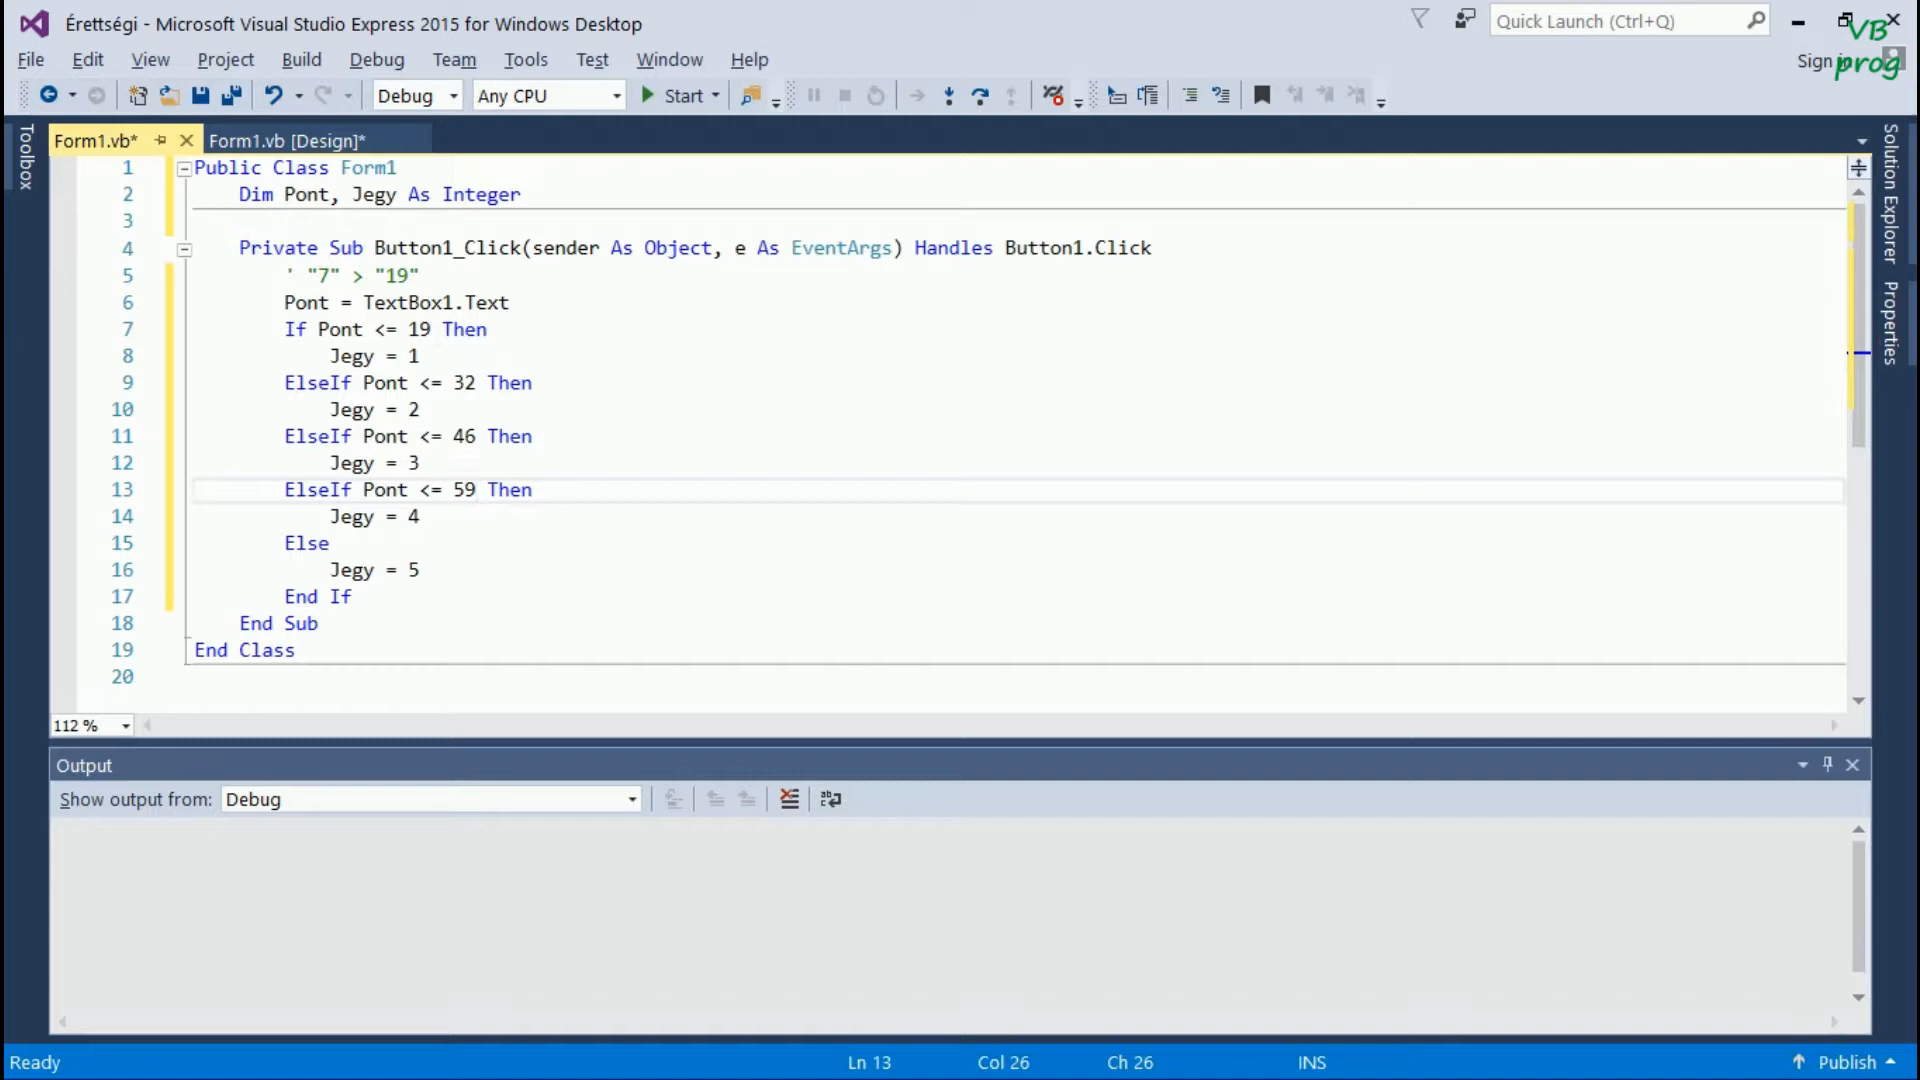 Érettségi - Microsoft Visual Studio Express 2015 for Windows Desktop
Quick Launch (Ctrl+Q)
VB
prog
File Edit View Project Build Debug Team Tools Test Window Help
Sign
Debug Any CPU Start
Toolbox
Form1.vb* Form1.vb [Design]*
Solution Explorer
Properties
1 Public Class Form1
2 Dim Pont, Jegy As Integer
3
4 Private Sub Button1_Click(sender As Object, e As EventArgs) Handles Button1.Click
5 ' "7" > "19"
6 Pont = TextBox1.Text
7 If Pont <= 19 Then
8 Jegy = 1
9 ElseIf Pont <= 32 Then
10 Jegy = 2
11 ElseIf Pont <= 46 Then
12 Jegy = 3
13 ElseIf Pont <= 59 Then
14 Jegy = 4
15 Else
16 Jegy = 5
17 End If
18 End Sub
19 End Class
20
112 %
Output
Show output from: Debug
Ready Ln 13 Col 26 Ch 26 INS Publish